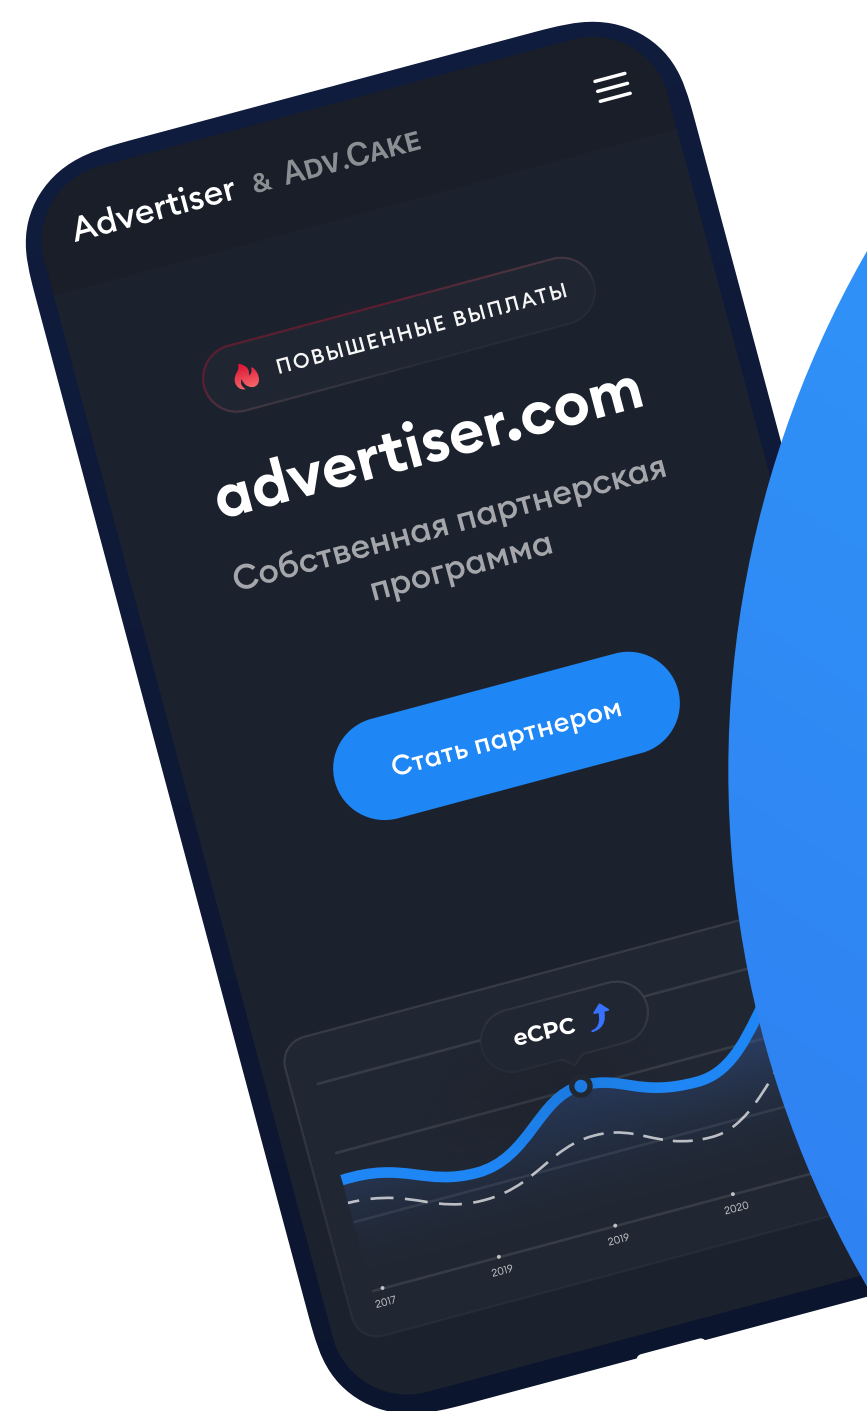 Advertiser & ADV.CAKE
ПОВЫШЕННЫЕ ВЫПЛАТЫ
advertiser.com
Собственная партнерская
программа
Стать партнером
eCPC
2017
2019
2019
2020